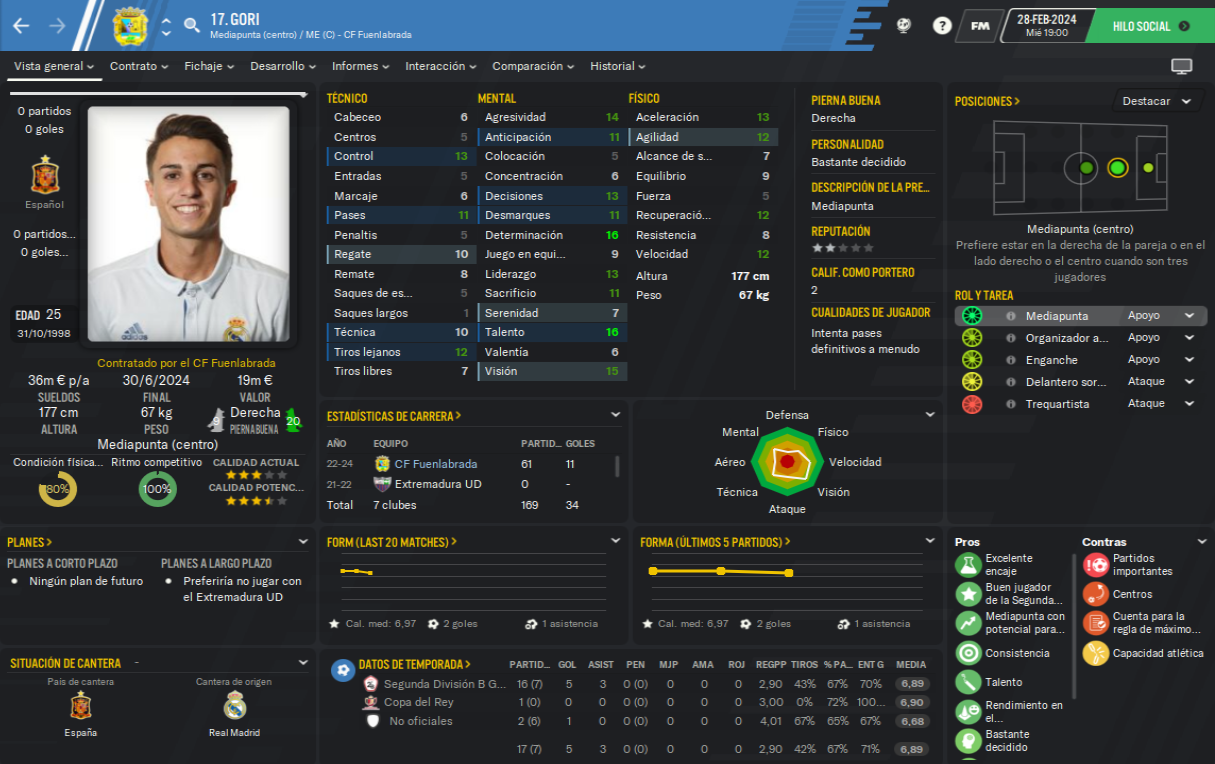 17. GORI
Mediapunta (centro) / ME (C) - CF Fuenlabrada
FM
28-FEB-2024
Mié 19:00
HILO SOCIAL
Vista general
Contrato
Fichaje
Desarrollo
Informes
Interacción
Comparación
Historial
0 partidos
0 goles
Español
0 partidos...
0 goles...
EDAD 25
31/10/1998
Contratado por el CF Fuenlabrada
36m € p/a 30/6/2024 19m €
SUELDOS FINAL VALOR
177 cm 67 kg 9 Derecha 20
ALTURA PESO PIERNA BUENA
Mediapunta (centro)
Condición física... Ritmo competitivo CALIDAD ACTUAL
80% 100%
CALIDAD POTENC...
TÉCNICO
Cabeceo 6
Centros 5
Control 13
Entradas 5
Marcaje 6
Pases 11
Penaltis 5
Regate 10
Remate 8
Saques de es... 5
Saques largos 1
Técnica 10
Tiros lejanos 12
Tiros libres 7
MENTAL
Agresividad 14
Anticipación 11
Colocación 5
Concentración 6
Decisiones 13
Desmarques 11
Determinación 16
Juego en equi... 9
Liderazgo 13
Sacrificio 11
Serenidad 7
Talento 16
Valentía 6
Visión 15
FÍSICO
Aceleración 13
Agilidad 12
Alcance de s... 7
Equilibrio 9
Fuerza 5
Recuperació... 12
Resistencia 8
Velocidad 12
Altura 177 cm
Peso 67 kg
PIERNA BUENA
Derecha
PERSONALIDAD
Bastante decidido
DESCRIPCIÓN DE LA PRE...
Mediapunta
REPUTACIÓN
CALIF. COMO PORTERO
2
CUALIDADES DE JUGADOR
Intenta pases
definitivos a menudo
POSICIONES >
Destacar
Mediapunta (centro)
Prefiere estar en la derecha de la pareja o en el
lado derecho o el centro cuando son tres
jugadores
ROL Y TAREA
Mediapunta Apoyo
Organizador a... Apoyo
Enganche Apoyo
Delantero sor... Ataque
Trequartista Ataque
ESTADÍSTICAS DE CARRERA >
AÑO EQUIPO PARTID... GOLES
22-24 CF Fuenlabrada 61 11
21-22 Extremadura UD 0 -
Total 7 clubes 169 34
Defensa
Mental Físico
Aéreo Velocidad
Técnica Visión
Ataque
PLANES >
PLANES A CORTO PLAZO
Ningún plan de futuro
PLANES A LARGO PLAZO
Preferiría no jugar con
el Extremadura UD
FORM (LAST 20 MATCHES) >
Cal. med: 6,97 2 goles 1 asistencia
FORMA (ÚLTIMOS 5 PARTIDOS) >
Cal. med: 6,97 2 goles 1 asistencia
Pros
Excelente
encaje
Buen jugador
de la Segunda...
Mediapunta con
potencial para...
Consistencia
Talento
Rendimiento en
el...
Bastante
decidido
Contras
Partidos
importantes
Centros
Cuenta para la
regla de máximo...
Capacidad atlética
SITUACIÓN DE CANTERA -
País de cantera
España
Cantera de origen
Real Madrid
DATOS DE TEMPORADA > PARTID... GOL ASIST PEN MJP AMA ROJ REGPP TIROS % PA... ENT G MEDIA
Segunda División B G... 16 (7) 5 3 0 (0) 0 0 0 2,90 43% 67% 70% 6,89
Copa del Rey 1 (0) 0 0 0 (0) 0 0 0 3,00 0% 72% 100... 6,90
No oficiales 2 (6) 1 0 0 (0) 0 0 0 4,01 67% 65% 67% 6,68
17 (7) 5 3 0 (0) 0 0 0 2,90 42% 67% 71% 6,89